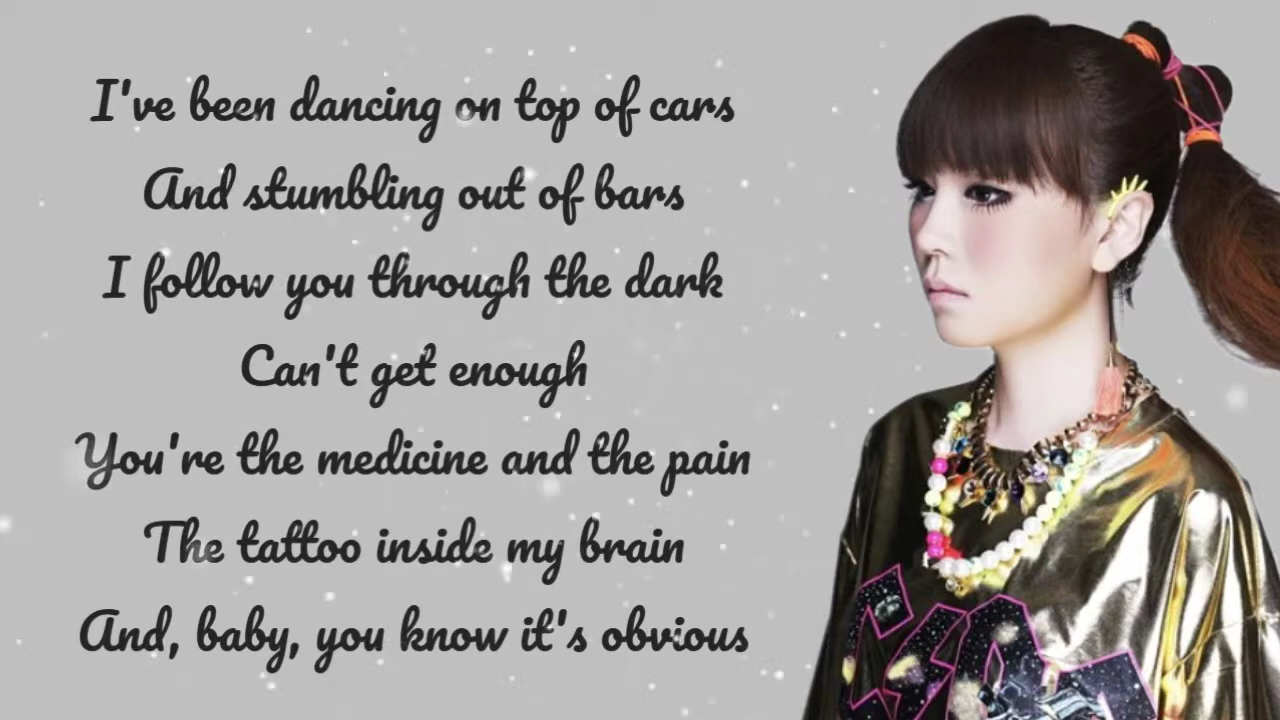 I've been dancing on top of cars
And stumbling out of bars
I follow you through the dark
Can't get enough
You're the medicine and the pain
The tattoo inside my brain
And, baby, you know it's obvious